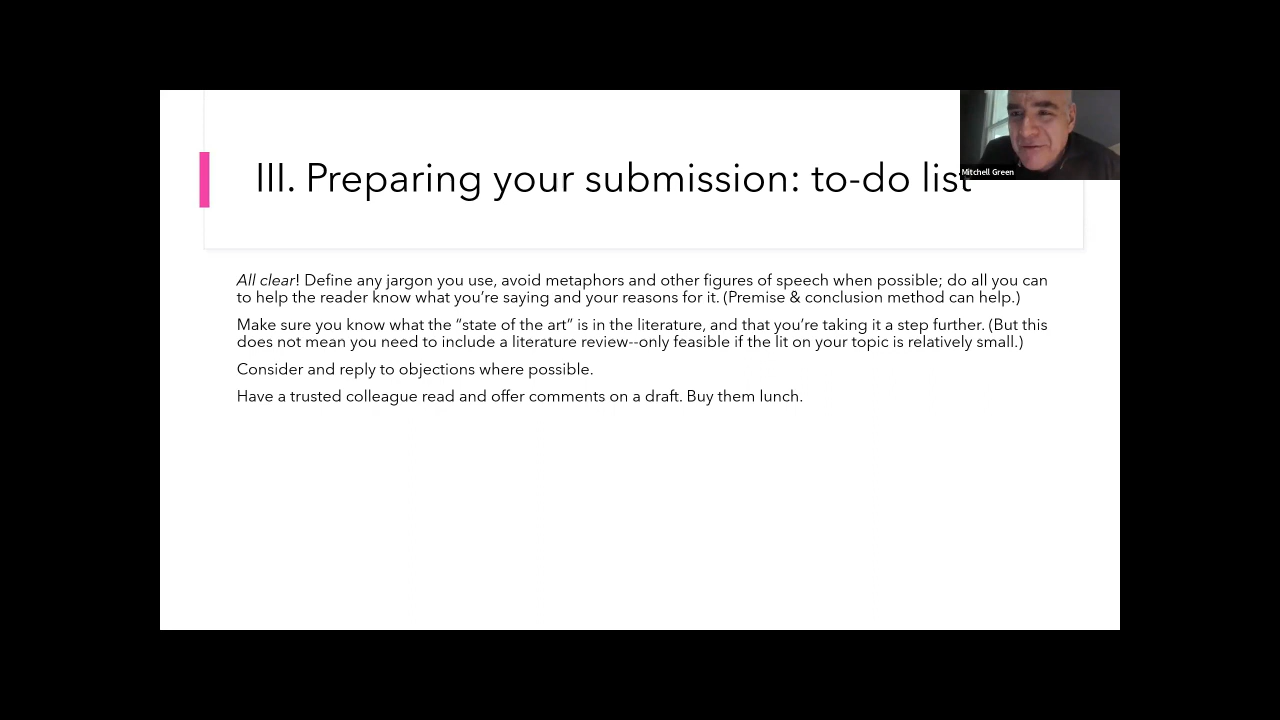 III. Preparing your submission: to-do list
Mitchell Green
All clear! Define any jargon you use, avoid metaphors and other figures of speech when possible; do all you can
to help the reader know what you’re saying and your reasons for it. (Premise & conclusion method can help.)
Make sure you know what the “state of the art” is in the literature, and that you’re taking it a step further. (But this
does not mean you need to include a literature review--only feasible if the lit on your topic is relatively small.)
Consider and reply to objections where possible.
Have a trusted colleague read and offer comments on a draft. Buy them lunch.